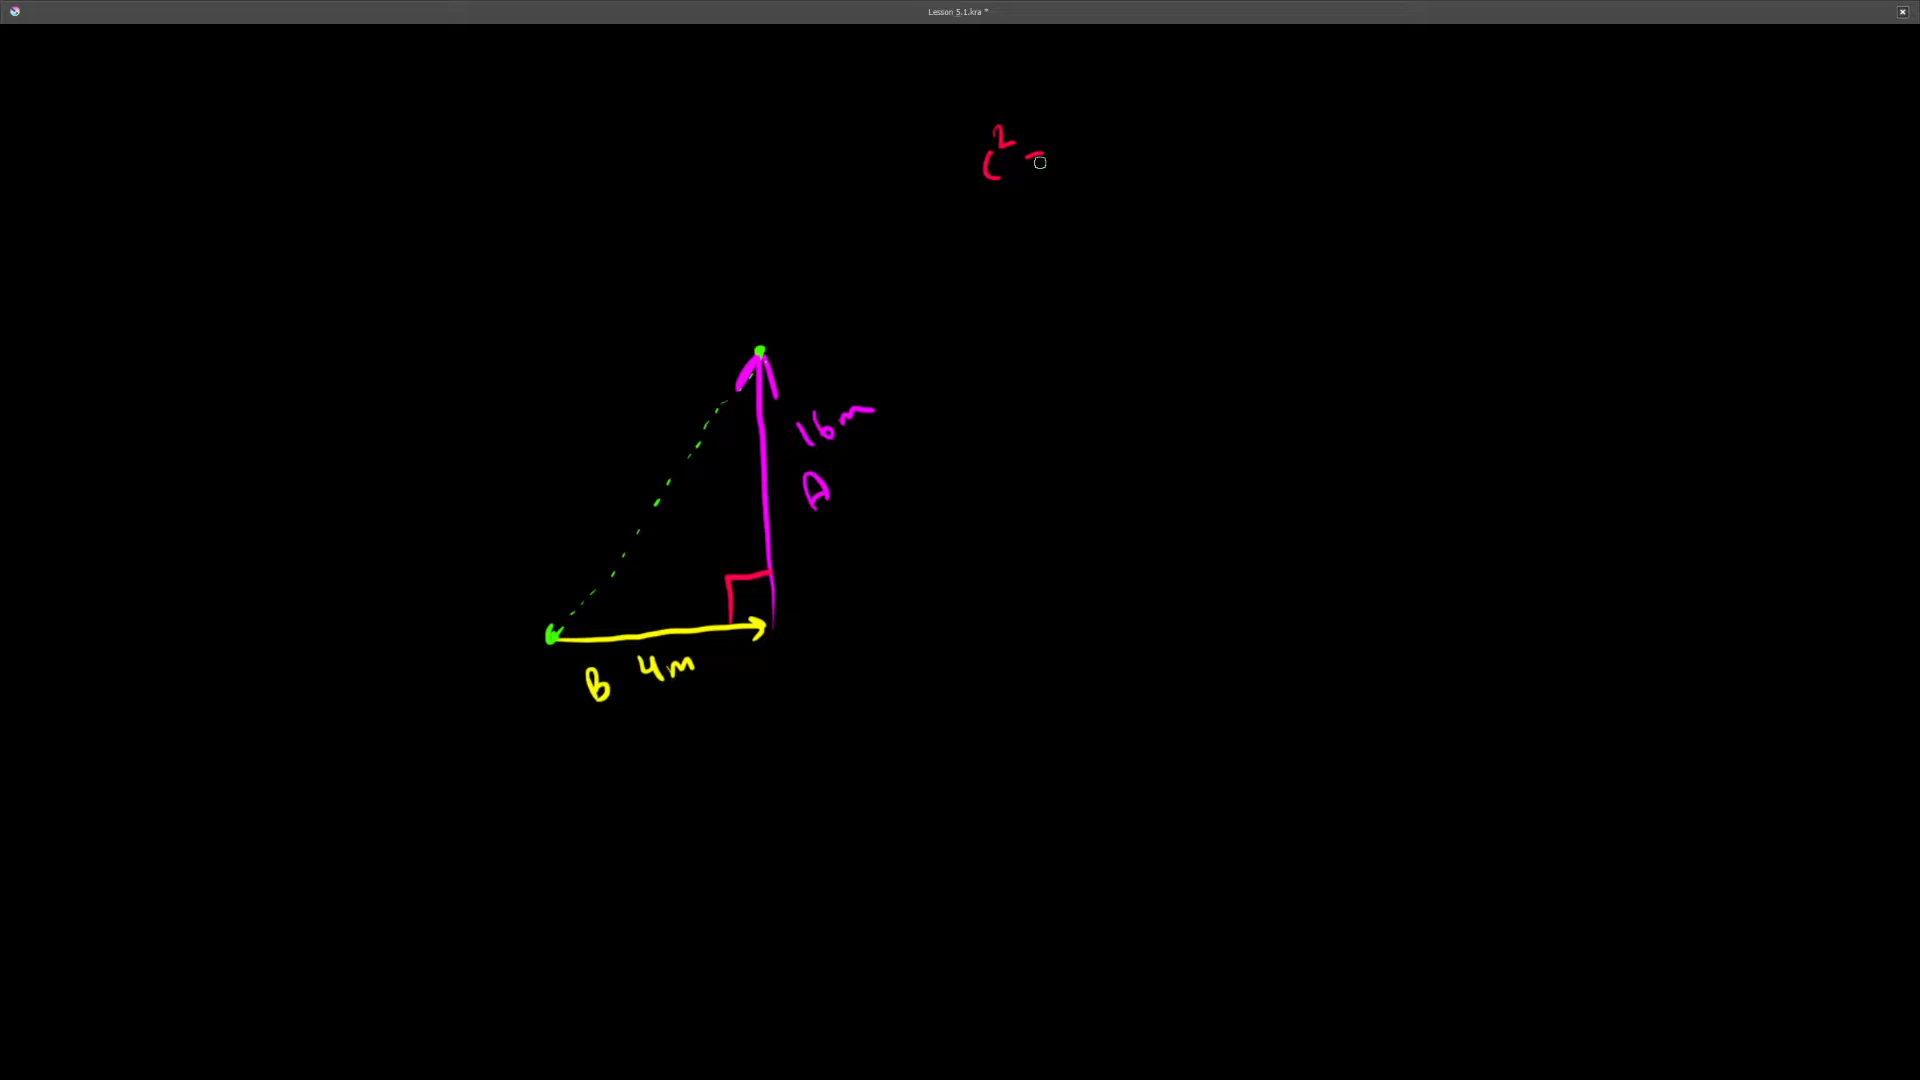 Lesson 5.1.kra *
c² =
16m
A
B 4m